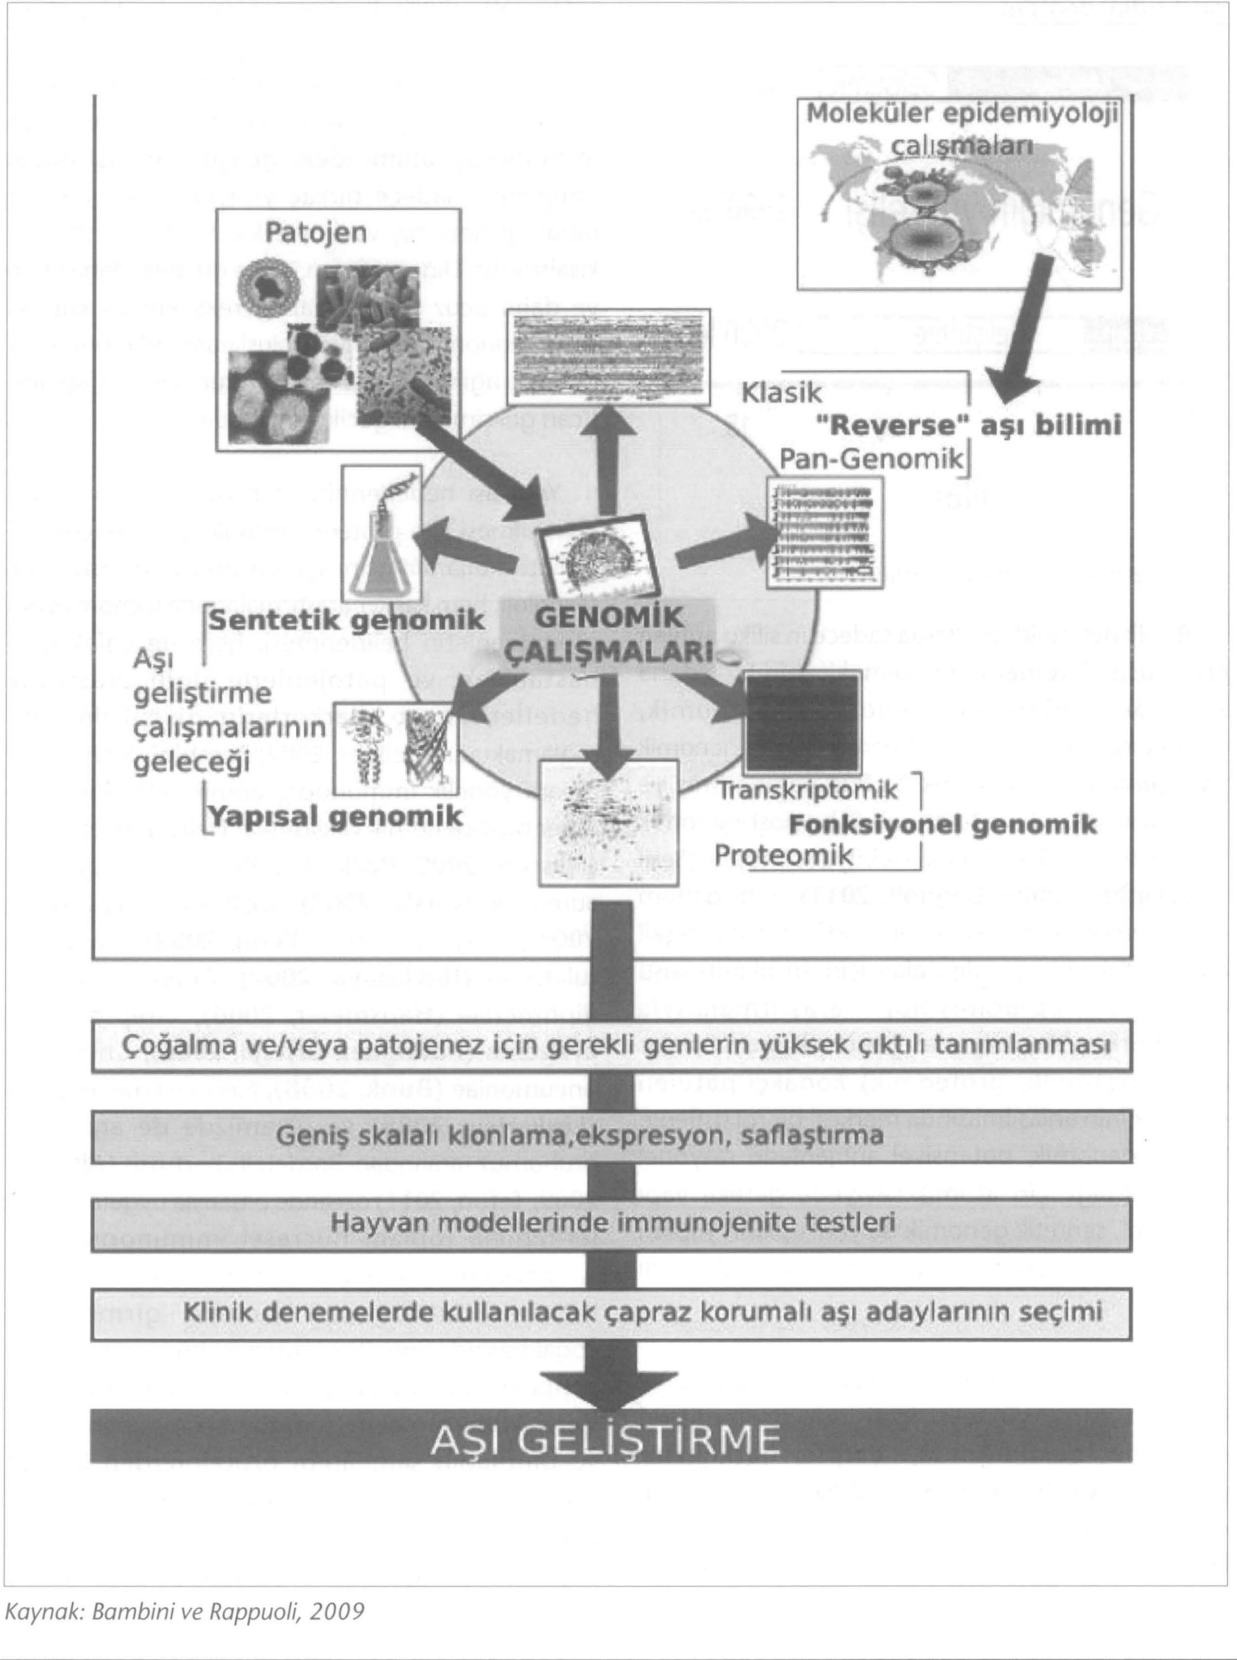 Moleküler epidemiyoloji
çalışmaları
Patojen
Klasik
"Reverse" aşı bilimi
Pan-Genomik
Sentetik genomik
GENOMİK
ÇALIŞMALARI
Aşı
geliştirme
çalışmalarının
geleceği
Yapısal genomik
Transkriptomik
Fonksiyonel genomik
Proteomik
Çoğalma ve/veya patojenez için gerekli genlerin yüksek çıktılı tanımlanması
Geniş skalalı klonlama,ekspresyon, saflaştırma
Hayvan modellerinde immunojenite testleri
Klinik denemelerde kullanılacak çapraz korumalı aşı adaylarının seçimi
AŞI GELİŞTİRME
Kaynak: Bambini ve Rappuoli, 2009